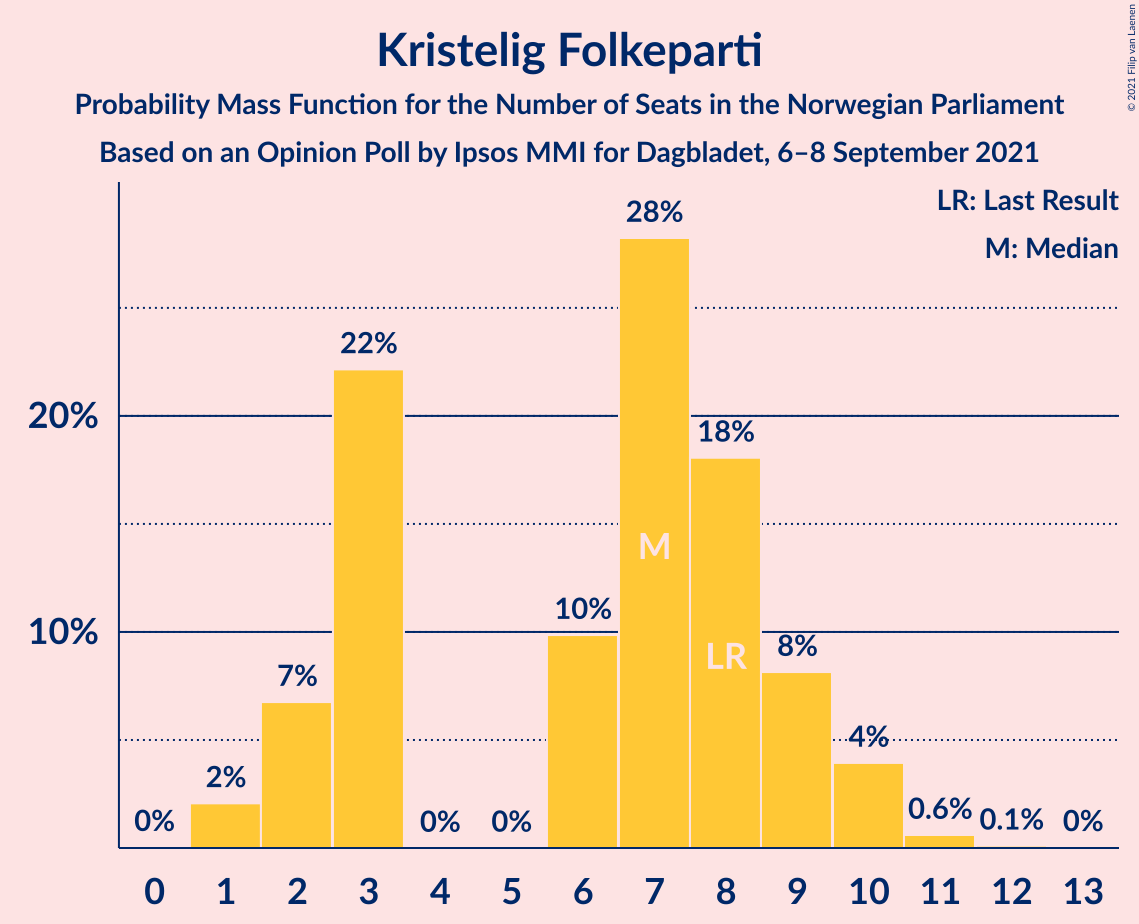 Kristelig Folkeparti
Probability Mass Function for the Number of Seats in the Norwegian Parliament
Based on an Opinion Poll by Ipsos MMI for Dagbladet, 6–8 September 2021
© 2021 Filip van Laenen
LR: Last Result
M: Median
28%
22%
20%
18%
M
10%
10%
8%
LR
7%
4%
2%
0%
0%
0%
0.6%
0.1%
0%
0 1 2 3 4 5 6 7 8 9 10 11 12 13